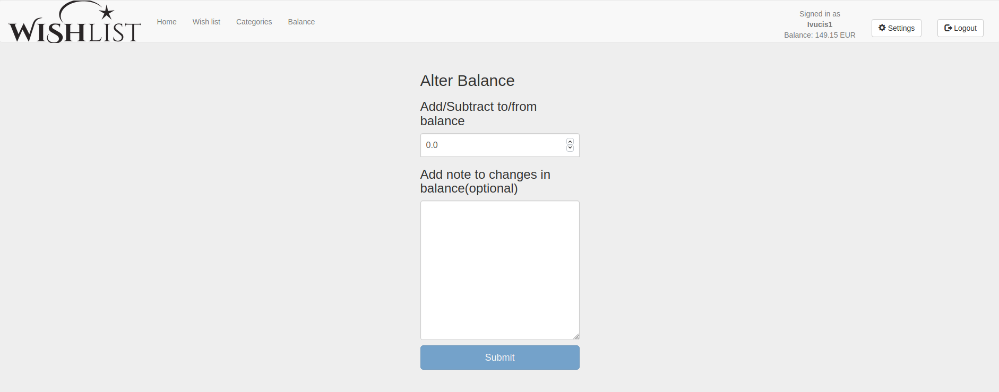 WISHLIST
Home Wish list Categories Balance
Signed in as
Ivucis1
Balance: 149.15 EUR
Settings
Logout
Alter Balance
Add/Subtract to/from
balance
0.0
Add note to changes in
balance(optional)
Submit